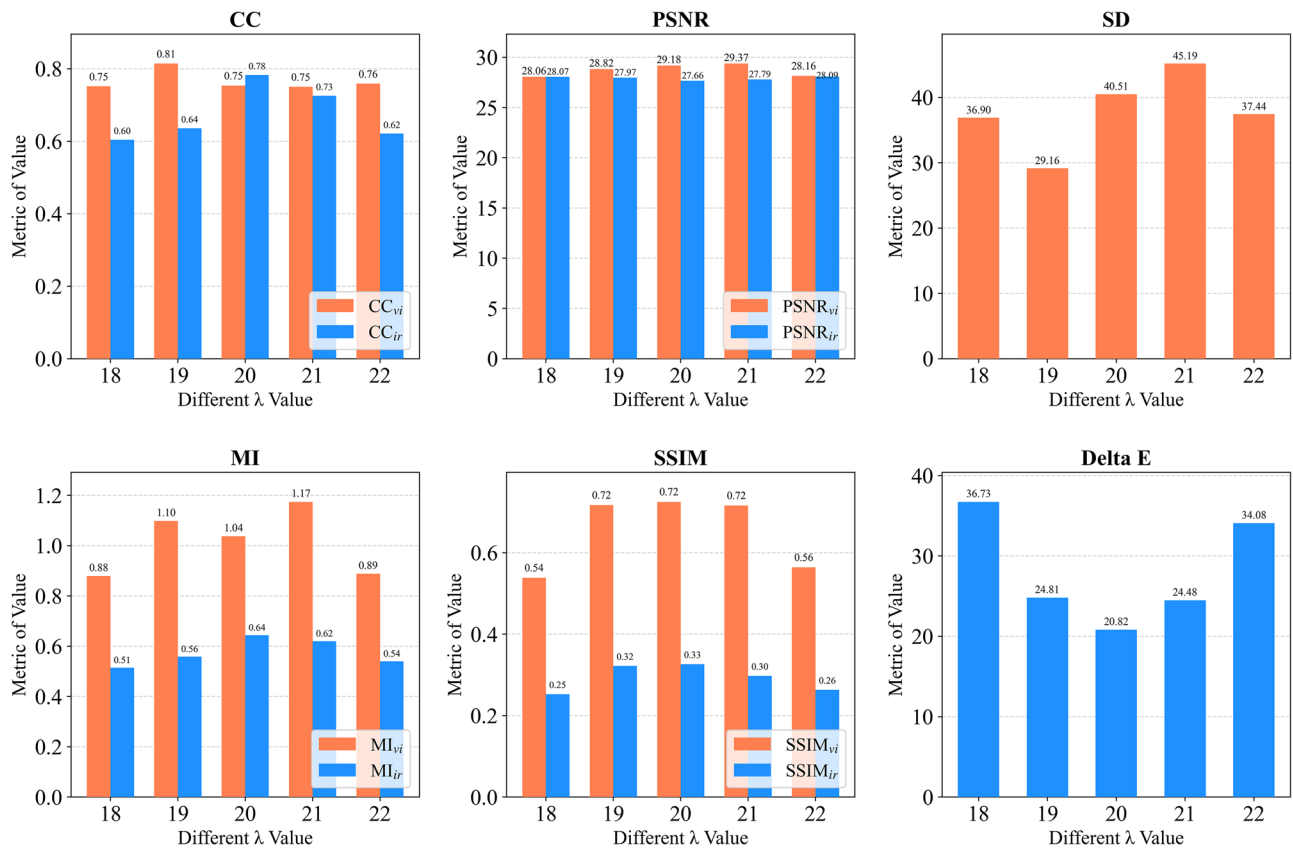 CC
Metric of Value
0.8
0.6
0.4
0.2
0.0
0.75
0.60
0.81
0.64
0.75
0.78
0.75
0.73
0.76
0.62
CCvi
CCir
18 19 20 21 22
Different λ Value
PSNR
Metric of Value
30
25
20
15
10
5
0
28.06
28.07
28.82
27.97
29.18
27.66
29.37
27.79
28.16
28.09
PSNRvi
PSNRir
18 19 20 21 22
Different λ Value
SD
Metric of Value
40
30
20
10
0
36.90
29.16
40.51
45.19
37.44
18 19 20 21 22
Different λ Value
MI
Metric of Value
1.2
1.0
0.8
0.6
0.4
0.2
0.0
0.88
0.51
1.10
0.56
1.04
0.64
1.17
0.62
0.89
0.54
MIvi
MIir
18 19 20 21 22
Different λ Value
SSIM
Metric of Value
0.6
0.4
0.2
0.0
0.54
0.25
0.72
0.32
0.72
0.33
0.72
0.30
0.56
0.26
SSIMvi
SSIMir
18 19 20 21 22
Different λ Value
Delta E
Metric of Value
40
30
20
10
0
36.73
24.81
20.82
24.48
34.08
18 19 20 21 22
Different λ Value